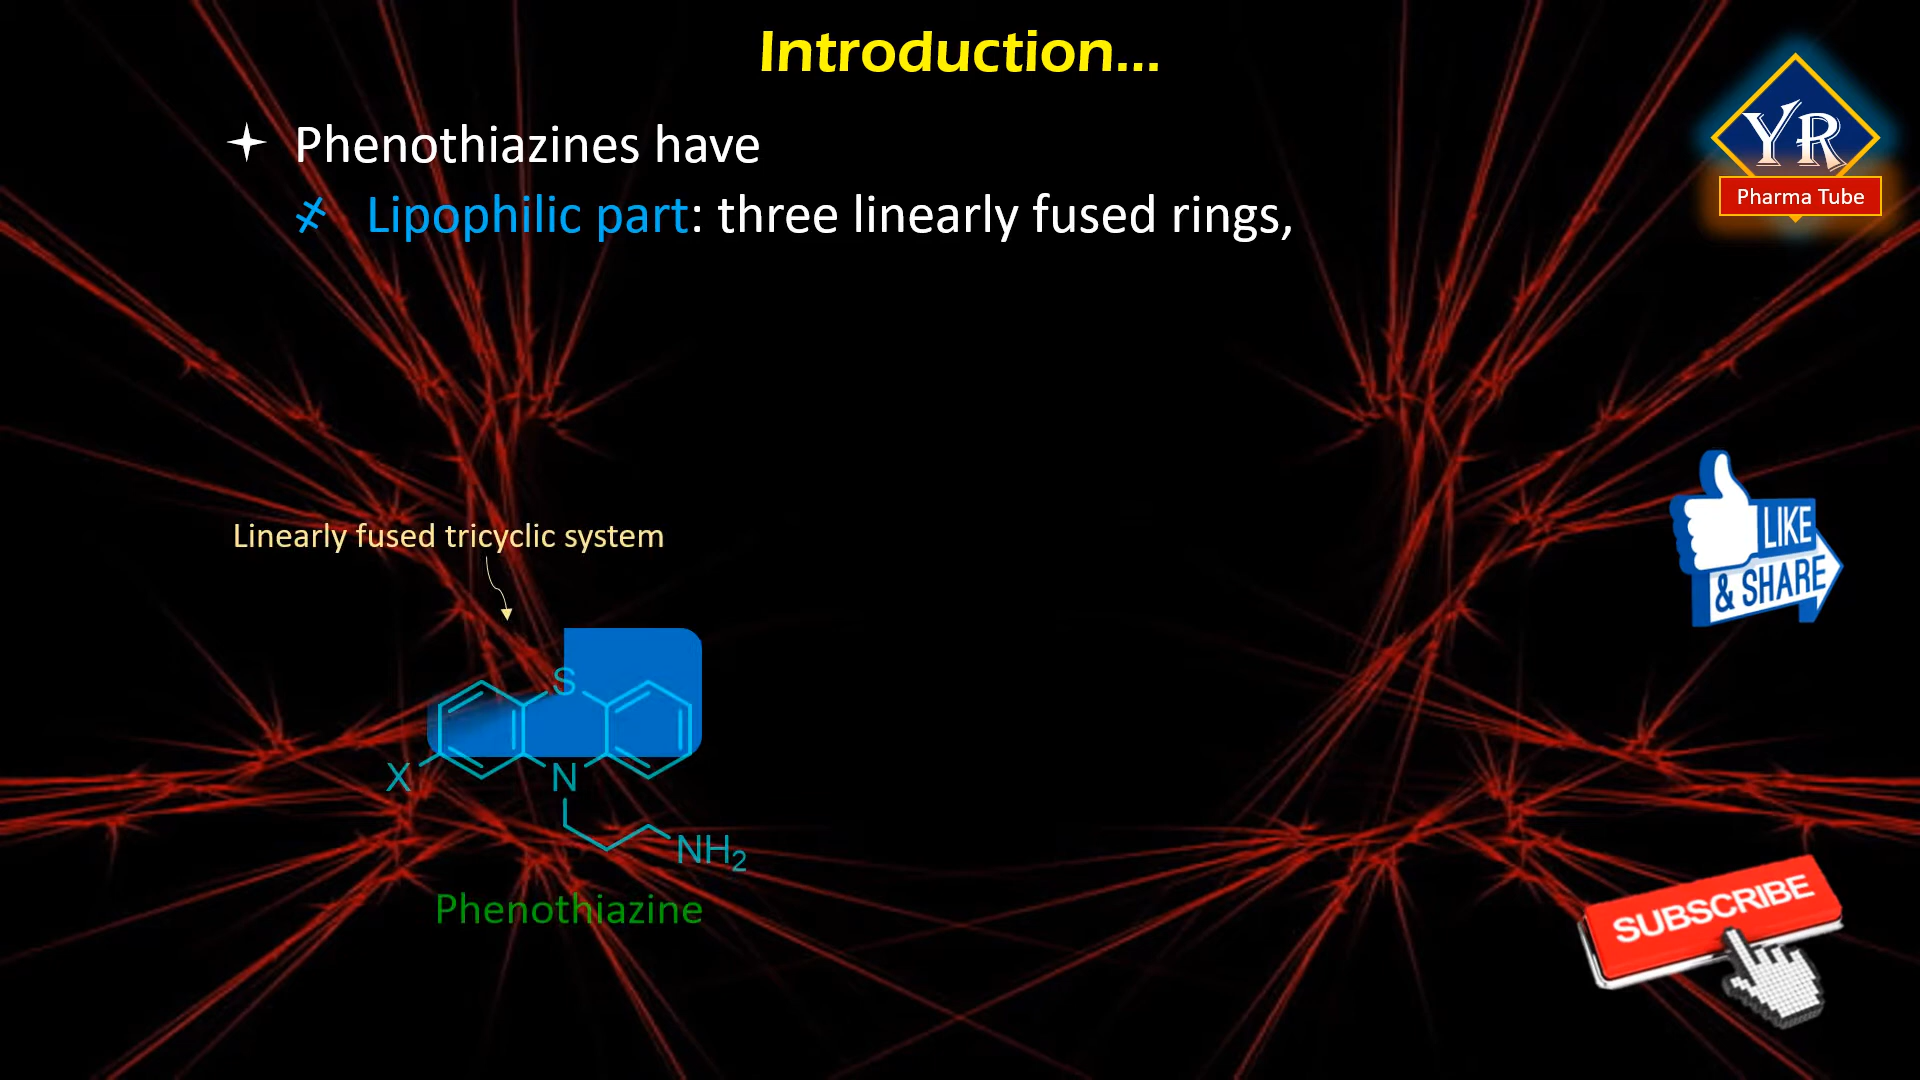 Introduction...
Phenothiazines have
Lipophilic part: three linearly fused rings,
YR
Pharma Tube
LIKE
& SHARE
Linearly fused tricyclic system
S
X
N
NH2
Phenothiazine
SUBSCRIBE